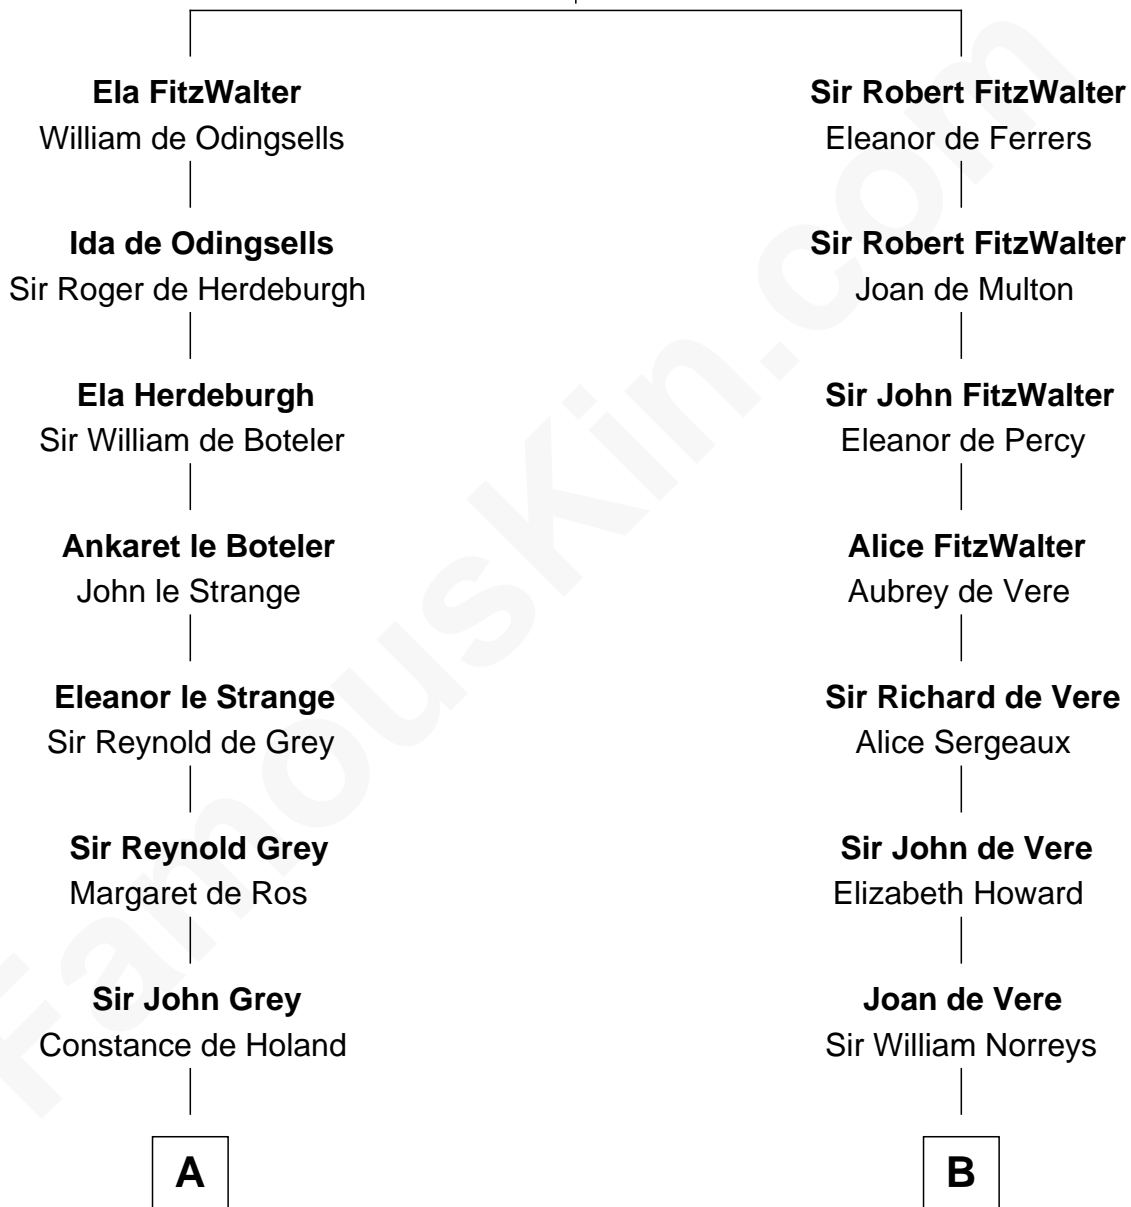 Ela FitzWalter
William de Odingsells
Ida de Odingsells
Sir Roger de Herdeburgh
Ela Herdeburgh
Sir William de Boteler
Ankaret le Boteler
John le Strange
Eleanor le Strange
Sir Reynold de Grey
Sir Reynold Grey
Margaret de Ros
Sir John Grey
Constance de Holand
A
Sir Robert FitzWalter
Eleanor de Ferrers
Sir Robert FitzWalter
Joan de Multon
Sir John FitzWalter
Eleanor de Percy
Alice FitzWalter
Aubrey de Vere
Sir Richard de Vere
Alice Sergeaux
Sir John de Vere
Elizabeth Howard
Joan de Vere
Sir William Norreys
B
FamousKin.com